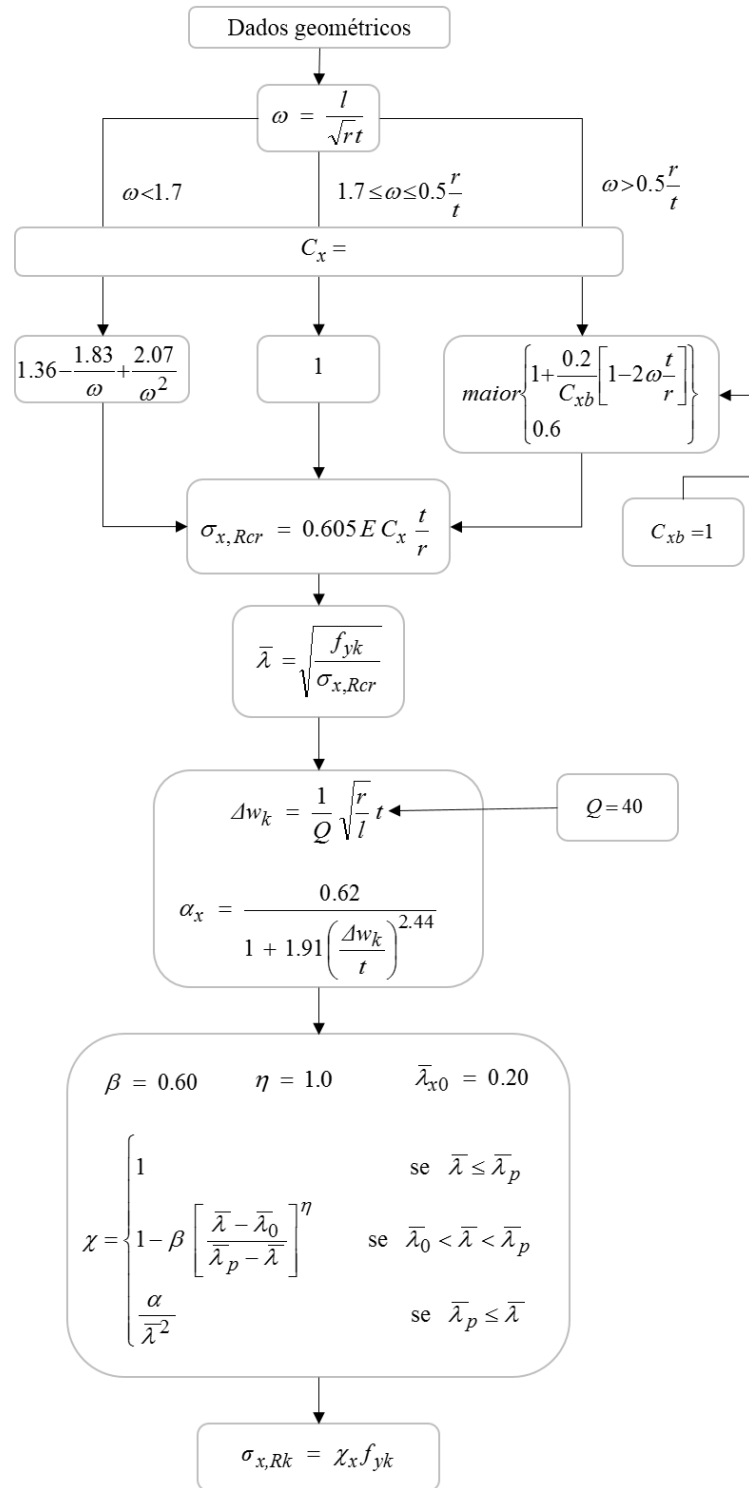 Dados geométricos
ω = l / √r t
ω<1.7
1.7 ≤ ω ≤ 0.5 r/t
ω>0.5 r/t
C_x =
1.36 − 1.83/ω + 2.07/ω^2
1
maior { 1 + 0.2/C_xb [1−2ω t/r]
0.6 }
σ_x,Rcr = 0.605 E C_x t/r
C_xb =1
λ̅ = √(f_yk / σ_x,Rcr)
Δw_k = 1/Q √(r/l) t
Q = 40
α_x = 0.62 / (1 + 1.91 (Δw_k / t)^2.44)
β = 0.60 η = 1.0 λ̅_x0 = 0.20
χ = { 1 se λ̅ ≤ λ̅_p
1 − β [(λ̅ − λ̅_0) / (λ̅_p − λ̅)]^η se λ̅_0 < λ̅ < λ̅_p
α / λ̅^2 se λ̅_p ≤ λ̅
σ_x,Rk = χ_x f_yk